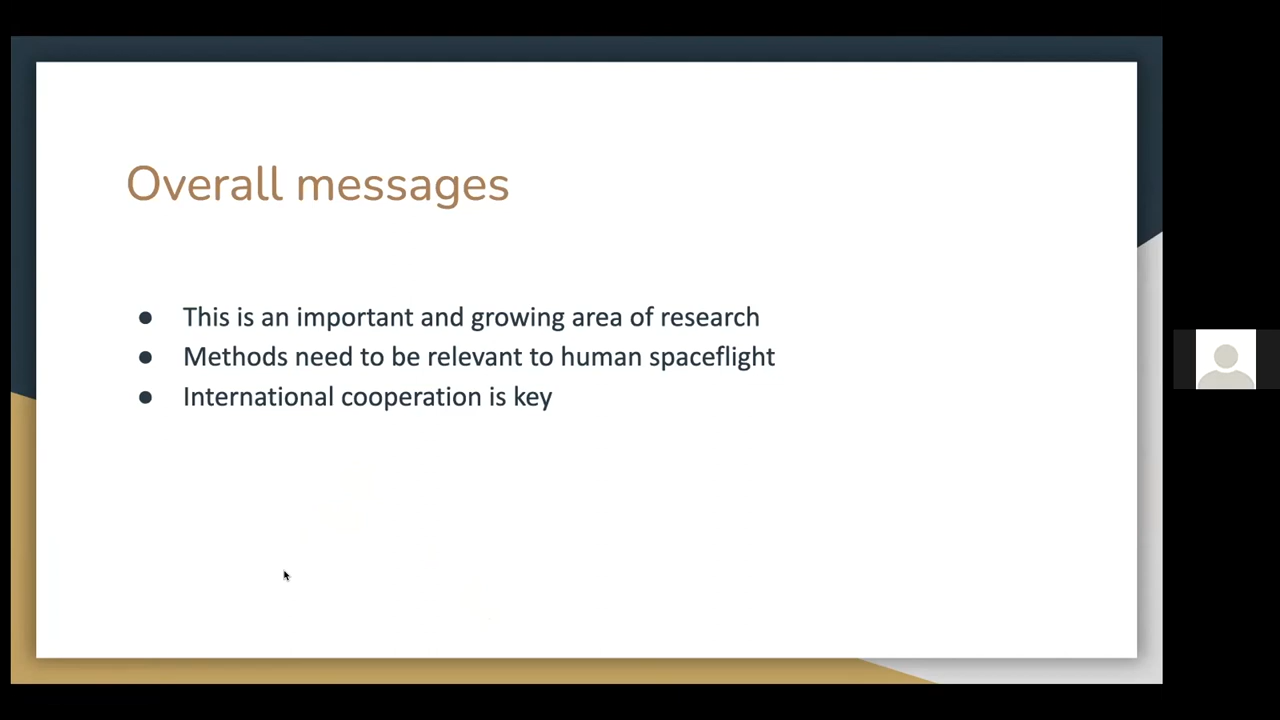 Overall messages
● This is an important and growing area of research
● Methods need to be relevant to human spaceflight
● International cooperation is key